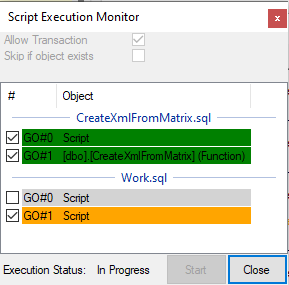 Script Execution Monitor
Allow Transaction
Skip if object exists
# Object
CreateXmlFromMatrix.sql
GO#0 Script
GO#1 [dbo].[CreateXmlFromMatrix] (Function)
Work.sql
GO#0 Script
GO#1 Script
Execution Status: In Progress Start Close